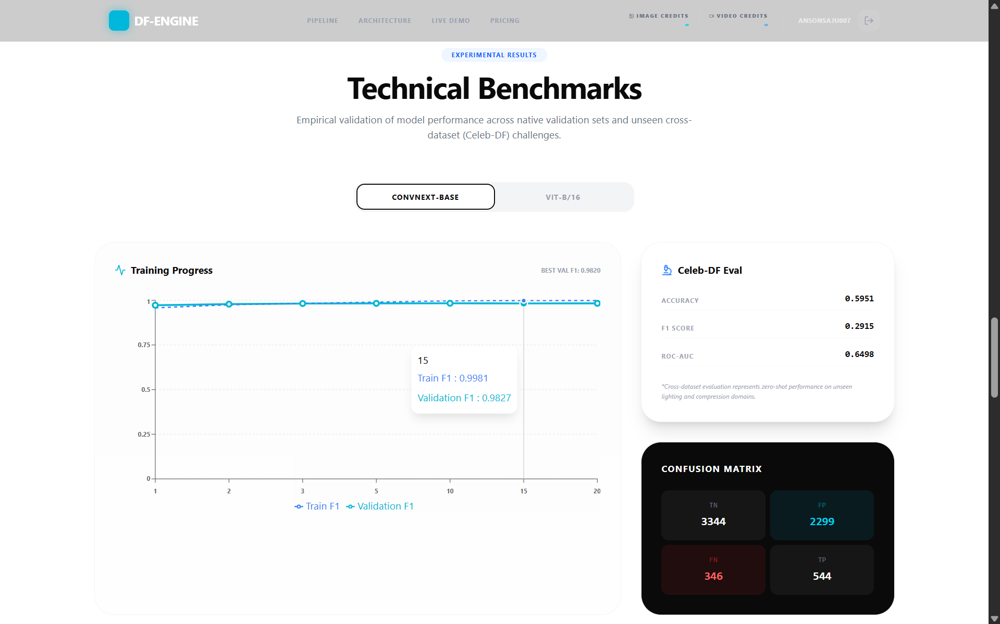 DF-ENGINE
PIPELINE
ARCHITECTURE
LIVE DEMO
PRICING
IMAGE CREDITS
VIDEO CREDITS
ANSONSAJU007
EXPERIMENTAL RESULTS
Technical Benchmarks
Empirical validation of model performance across native validation sets and unseen cross-
dataset (Celeb-DF) challenges.
CONVNEXT-BASE
VIT-B/16
Training Progress
BEST VAL F1: 0.9820
1
0.75
0.5
0.25
0
1
2
3
5
10
15
20
15
Train F1 : 0.9981
Validation F1 : 0.9827
Train F1
Validation F1
Celeb-DF Eval
ACCURACY
0.5951
F1 SCORE
0.2915
ROC-AUC
0.6498
*Cross-dataset evaluation represents zero-shot performance on unseen
lighting and compression domains.
CONFUSION MATRIX
TN
3344
FP
2299
FN
346
TP
544